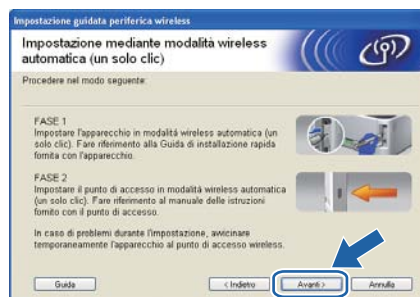 Impostazione guidata periferica wireless
Impostazione mediante modalità wireless
automatica (un solo clic)
Procedere nel modo seguente:
FASE 1
Impostare l'apparecchio in modalità wireless automatica (un
solo clic). Fare riferimento alla Guida di installazione rapida
fornita con l'apparecchio.
FASE 2
Impostare il punto di accesso in modalità wireless automatica
(un solo clic). Fare riferimento al manuale delle istruzioni
fornito con il punto di accesso.
In caso di problemi durante l'impostazione, avvicinare
temporaneamente l'apparecchio al punto di accesso wireless.
Guida
< Indietro
Avanti >
Annulla